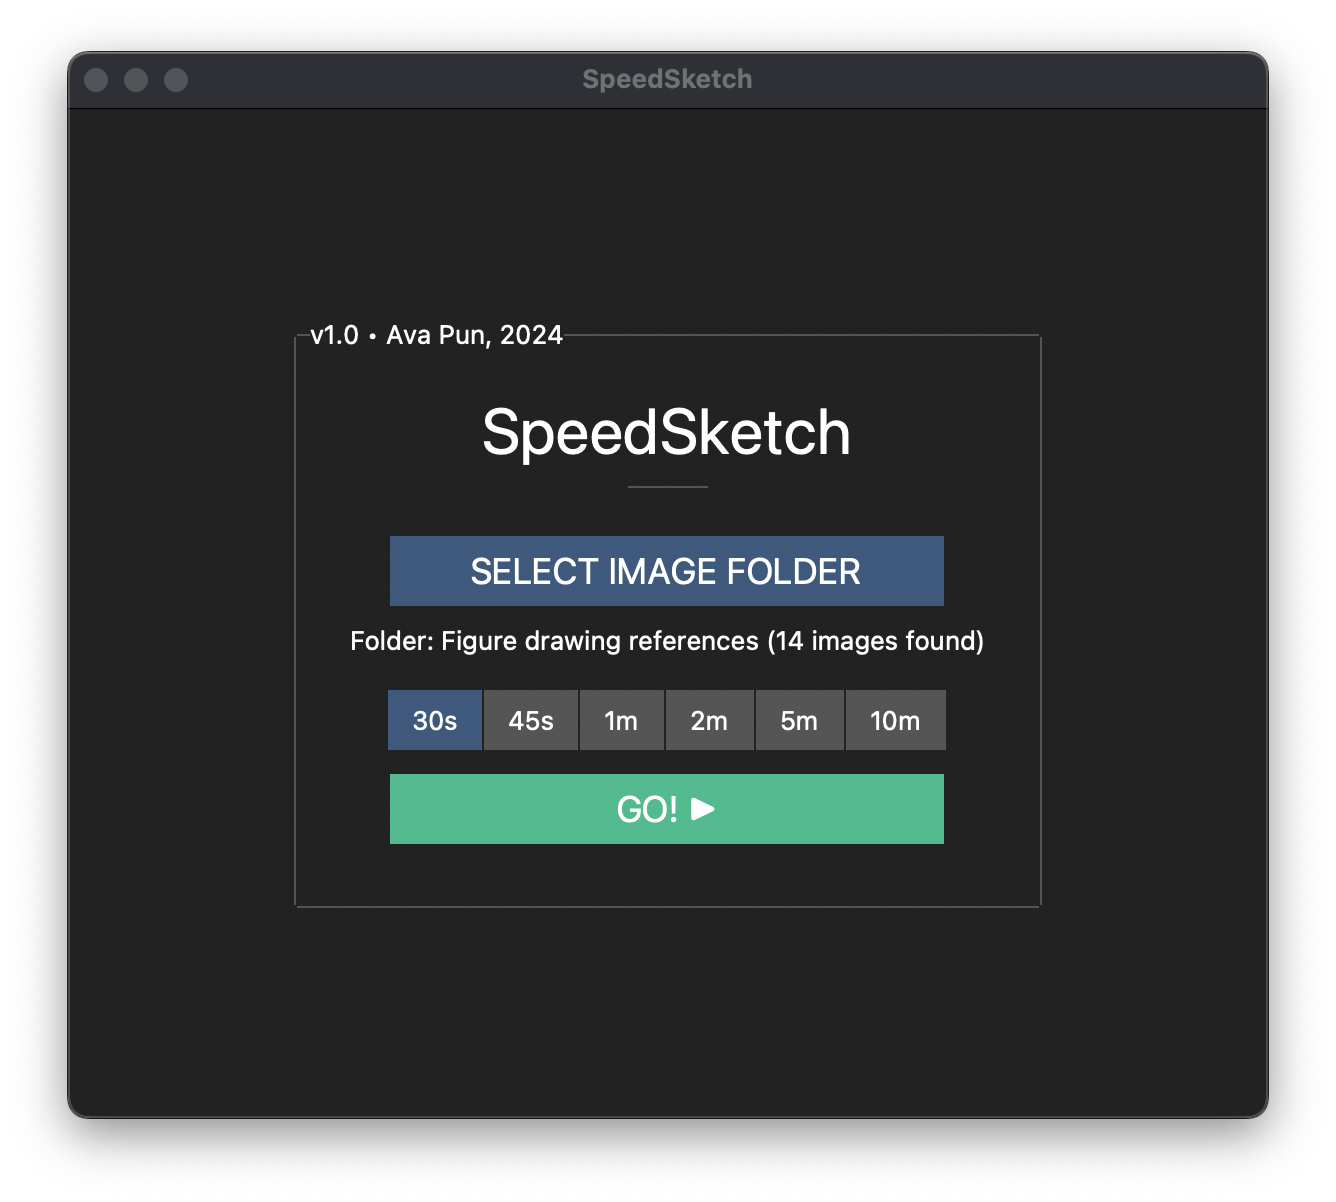 SpeedSketch
v1.0 • Ava Pun, 2024
SpeedSketch
SELECT IMAGE FOLDER
Folder: Figure drawing references (14 images found)
30s 45s 1m 2m 5m 10m
GO! ▶